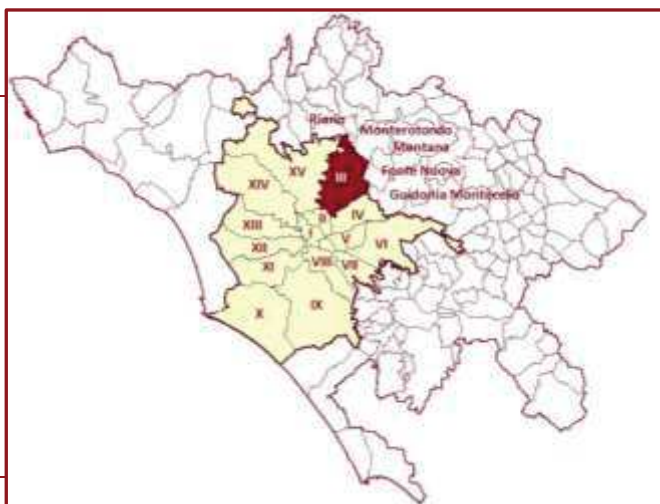 Riano
Monterotondo
Mentana
XV
III
Fonte Nuova
XIV
Guidonia Montecelio
II
IV
XIII
I
V
XII
VI
XI
VIII
VII
X
IX